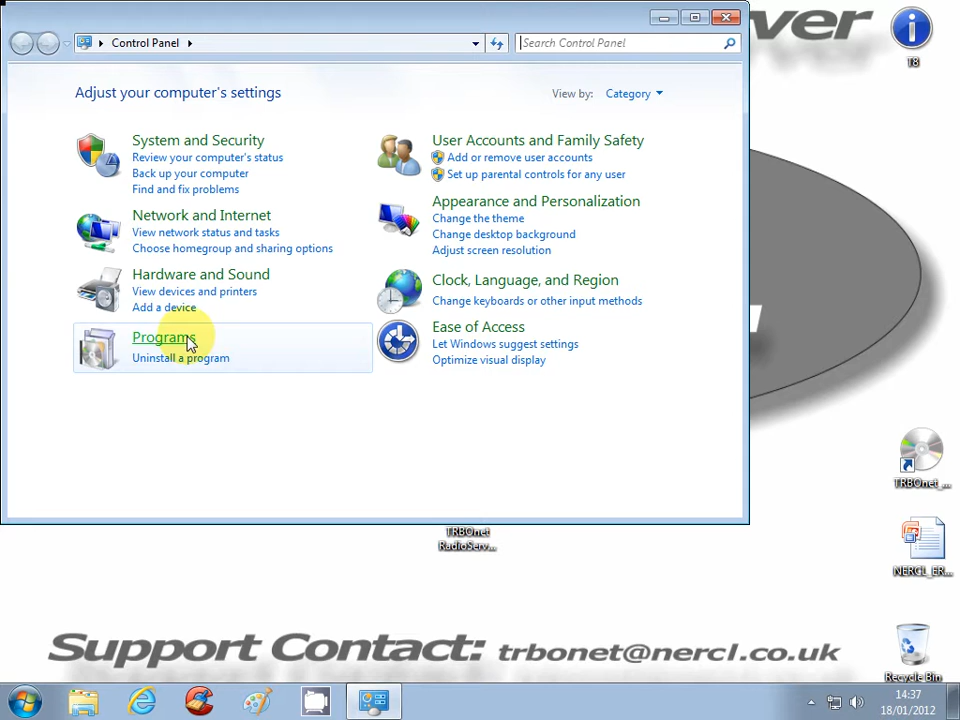 erver
T8
Control Panel
Search Control Panel
Adjust your computer's settings
View by: Category
System and Security
Review your computer's status
Back up your computer
Find and fix problems
Network and Internet
View network status and tasks
Choose homegroup and sharing options
Hardware and Sound
View devices and printers
Add a device
Programs
Uninstall a program
User Accounts and Family Safety
Add or remove user accounts
Set up parental controls for any user
Appearance and Personalization
Change the theme
Change desktop background
Adjust screen resolution
Clock, Language, and Region
Change keyboards or other input methods
Ease of Access
Let Windows suggest settings
Optimize visual display
TRBOnet_...
TRBOnet
RadioServ...
NERCL_ER...
Support Contact: trbonet@nercl.co.uk
Recycle Bin
14:37
18/01/2012